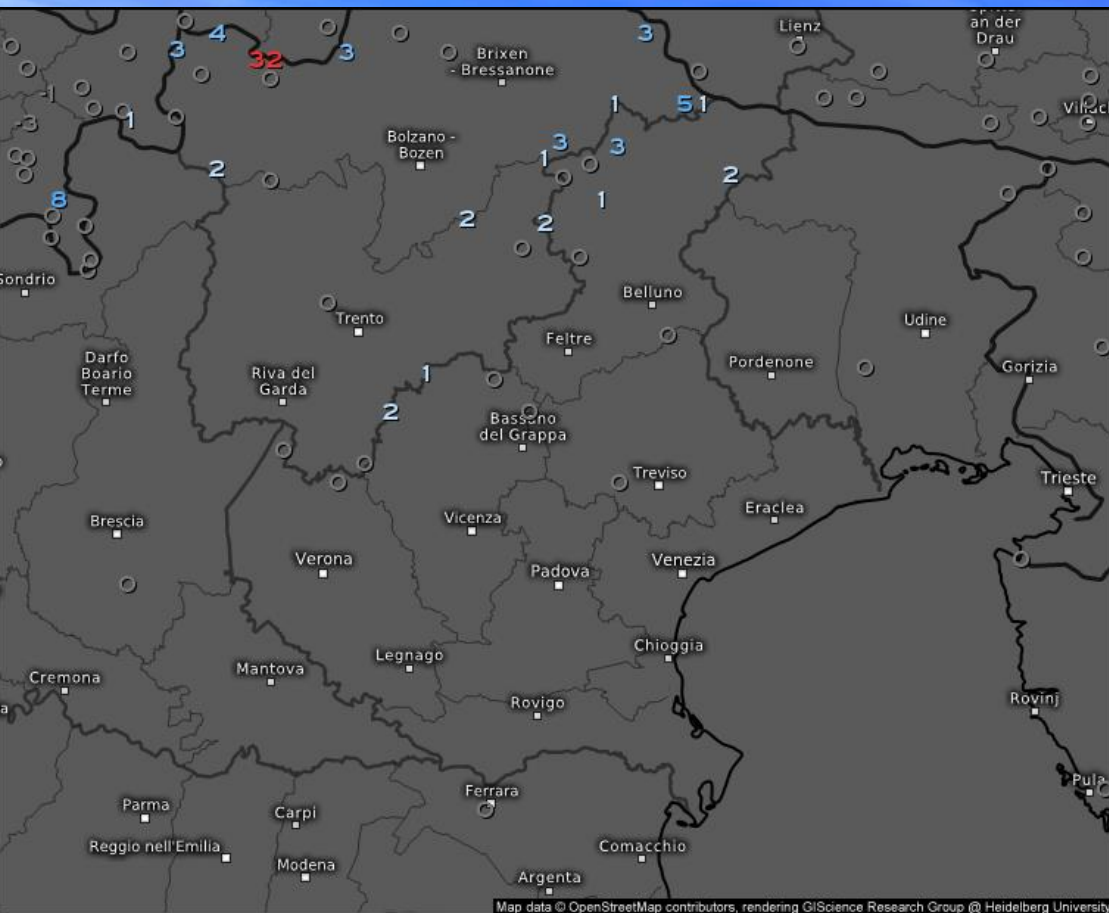 4
3
3
3
32
Lienz
an der
Drau
Brixen
- Bressanone
-1
1
5
1
1
-3
Bolzano -
Bozen
3
3
1
2
2
8
1
2
2
Sondrio
Belluno
Trento
Udine
Feltre
Darfo
Boario
Terme
Riva del
Garda
Pordenone
Gorizia
1
2
Bassano
del Grappa
Treviso
Trieste
Brescia
Vicenza
Eraclea
Verona
Padova
Venezia
Chioggia
Legnago
Mantova
Cremona
Rovigo
Rovinj
Pula
Ferrara
Parma
Carpi
Reggio nell'Emilia
Modena
Comacchio
Argenta
Map data © OpenStreetMap contributors, rendering GIScience Research Group @ Heidelberg University